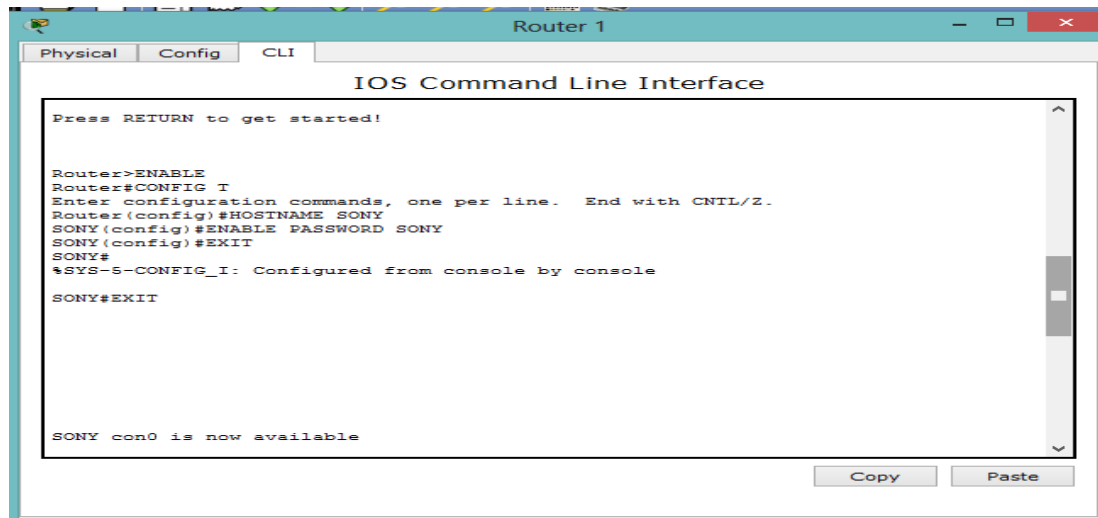 Router 1
Physical Config CLI
IOS Command Line Interface
Press RETURN to get started!
Router>ENABLE
Router#CONFIG T
Enter configuration commands, one per line.  End with CNTL/Z.
Router(config)#HOSTNAME SONY
SONY(config)#ENABLE PASSWORD SONY
SONY(config)#EXIT
SONY#
%SYS-5-CONFIG_I: Configured from console by console
SONY#EXIT
SONY con0 is now available
Copy Paste